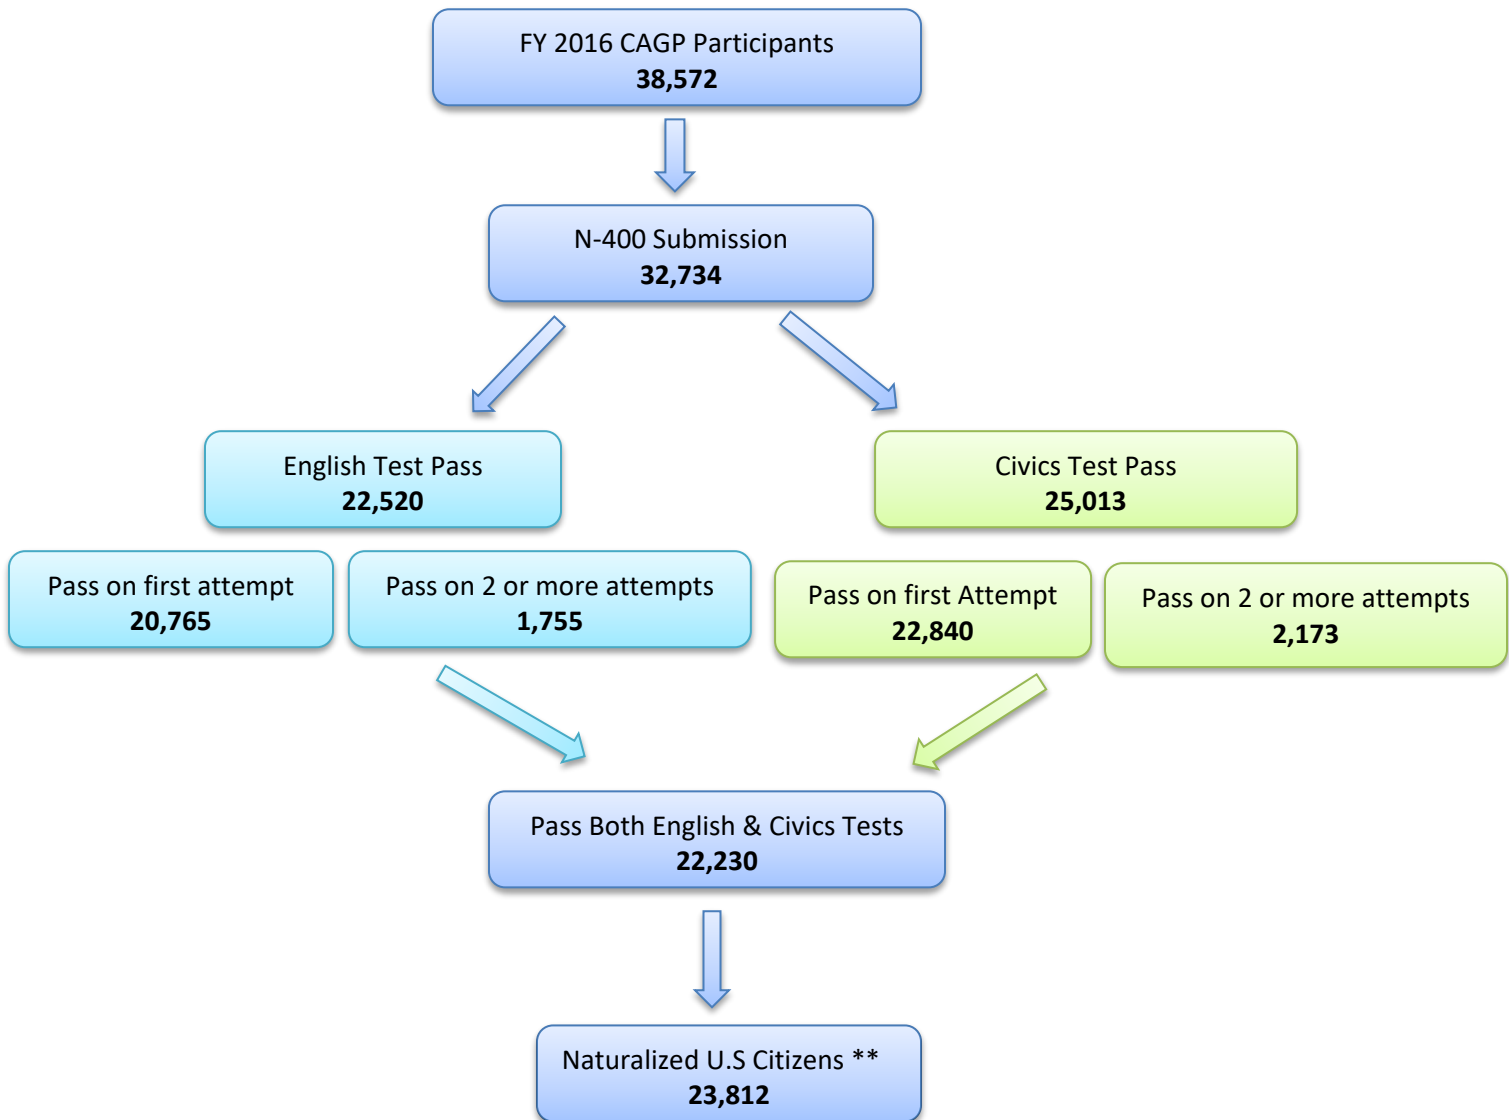 FY 2016 CAGP Participants
38,572
N-400 Submission
32,734
English Test Pass
22,520
Civics Test Pass
25,013
Pass on first attempt
20,765
Pass on 2 or more attempts
1,755
Pass on first Attempt
22,840
Pass on 2 or more attempts
2,173
Pass Both English & Civics Tests
22,230
Naturalized U.S Citizens **
23,812